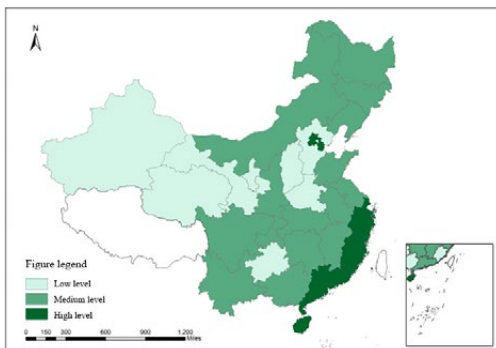 N
Figure legend
Low level
Medium level
High level
0 150 300 600 900 1,200
Miles